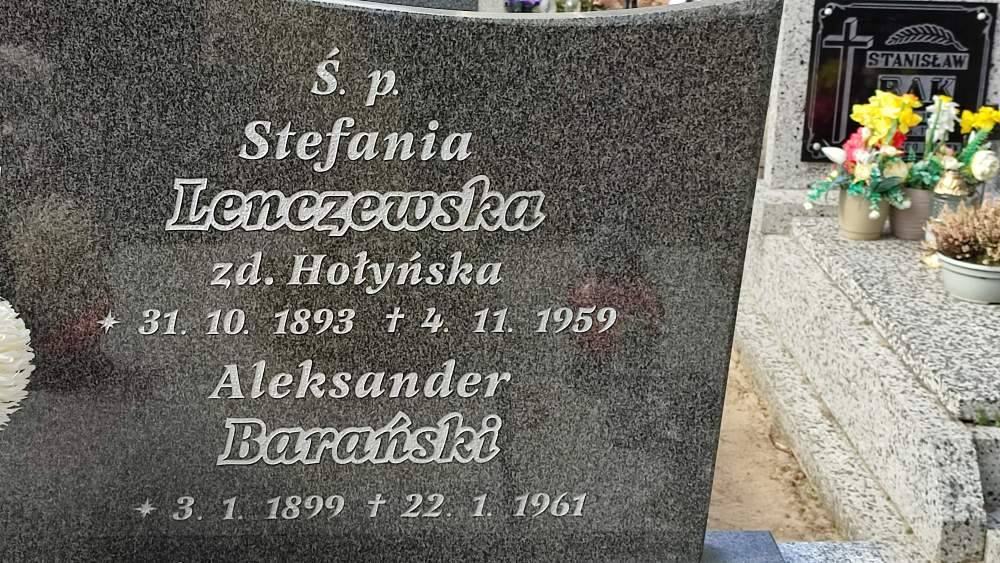 Ś. p.
Stefania
Lenczewska
zd. Hołyńska
✴ 31. 10. 1893 † 4. 11. 1959
Aleksander
Barański
✴ 3. 1. 1899 † 22. 1. 1961
STANISŁAW
BĄK